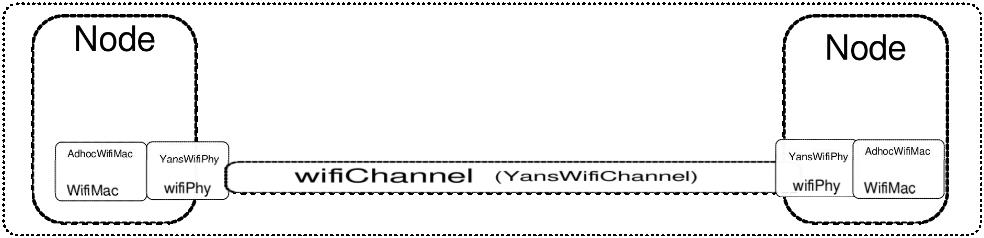 Node
Node
AdhocWifiMac
YansWifiPhy
YansWifiPhy
AdhocWifiMac
WifiMac
wifiPhy
wifiChannel (YansWifiChannel)
wifiPhy
WifiMac